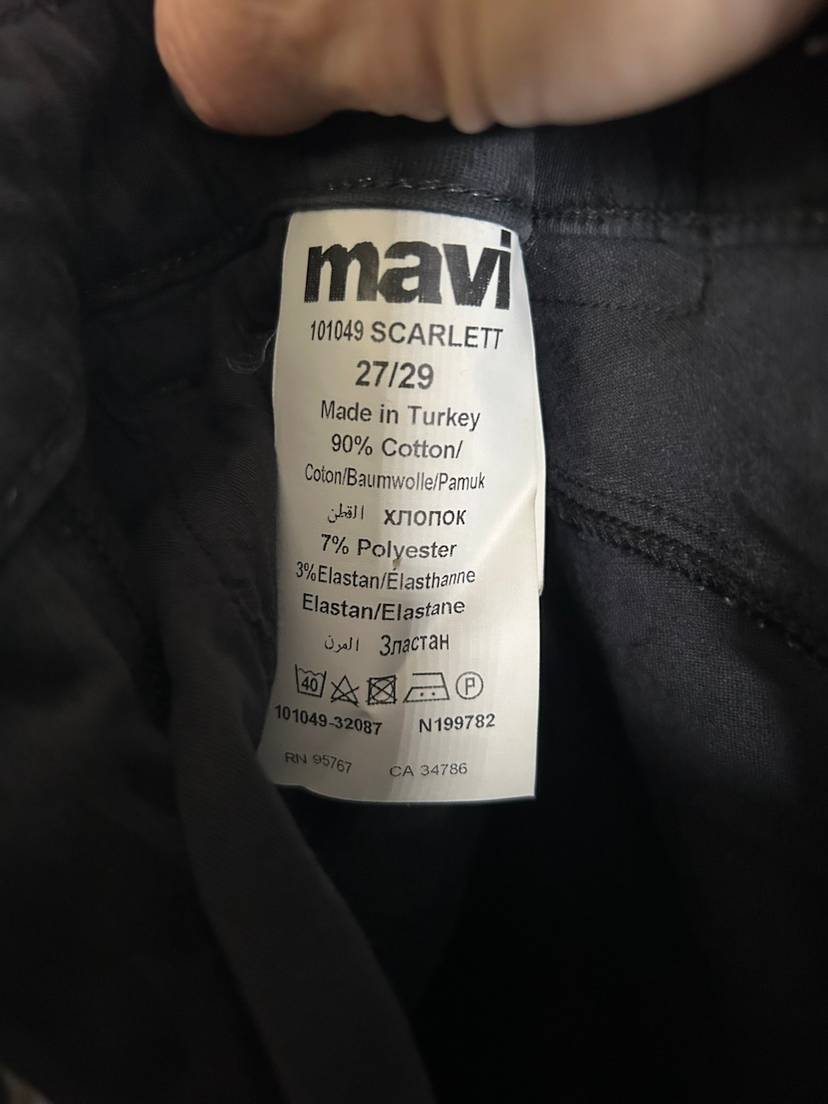 mavi
101049 SCARLETT
27/29
Made in Turkey
90% Cotton/
Coton/Baumwolle/Pamuk
القطن хлопок
7% Polyester
3%Elastan/Élasthanne
Elastan/Elastane
المرن Эластан
40 P
101049-32087 N199782
RN 95767 CA 34786